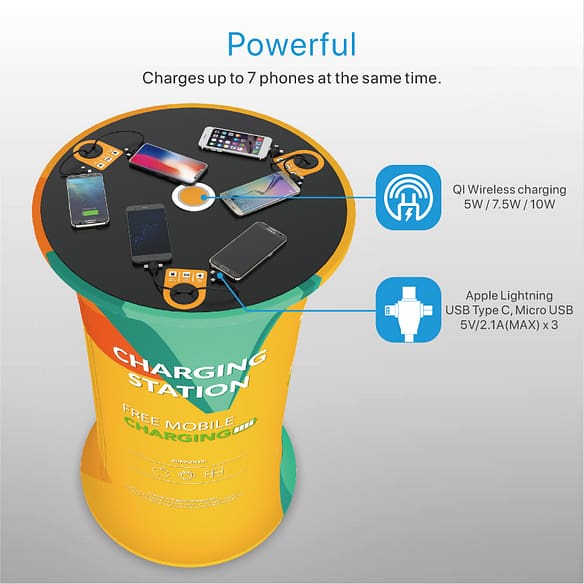 Powerful
Charges up to 7 phones at the same time.
QI Wireless charging
5W / 7.5W / 10W
Apple Lightning
USB Type C, Micro USB
5V/2.1A(MAX) x 3
CHARGING
STATION
FREE MOBILE
CHARGING
SUPPORTS